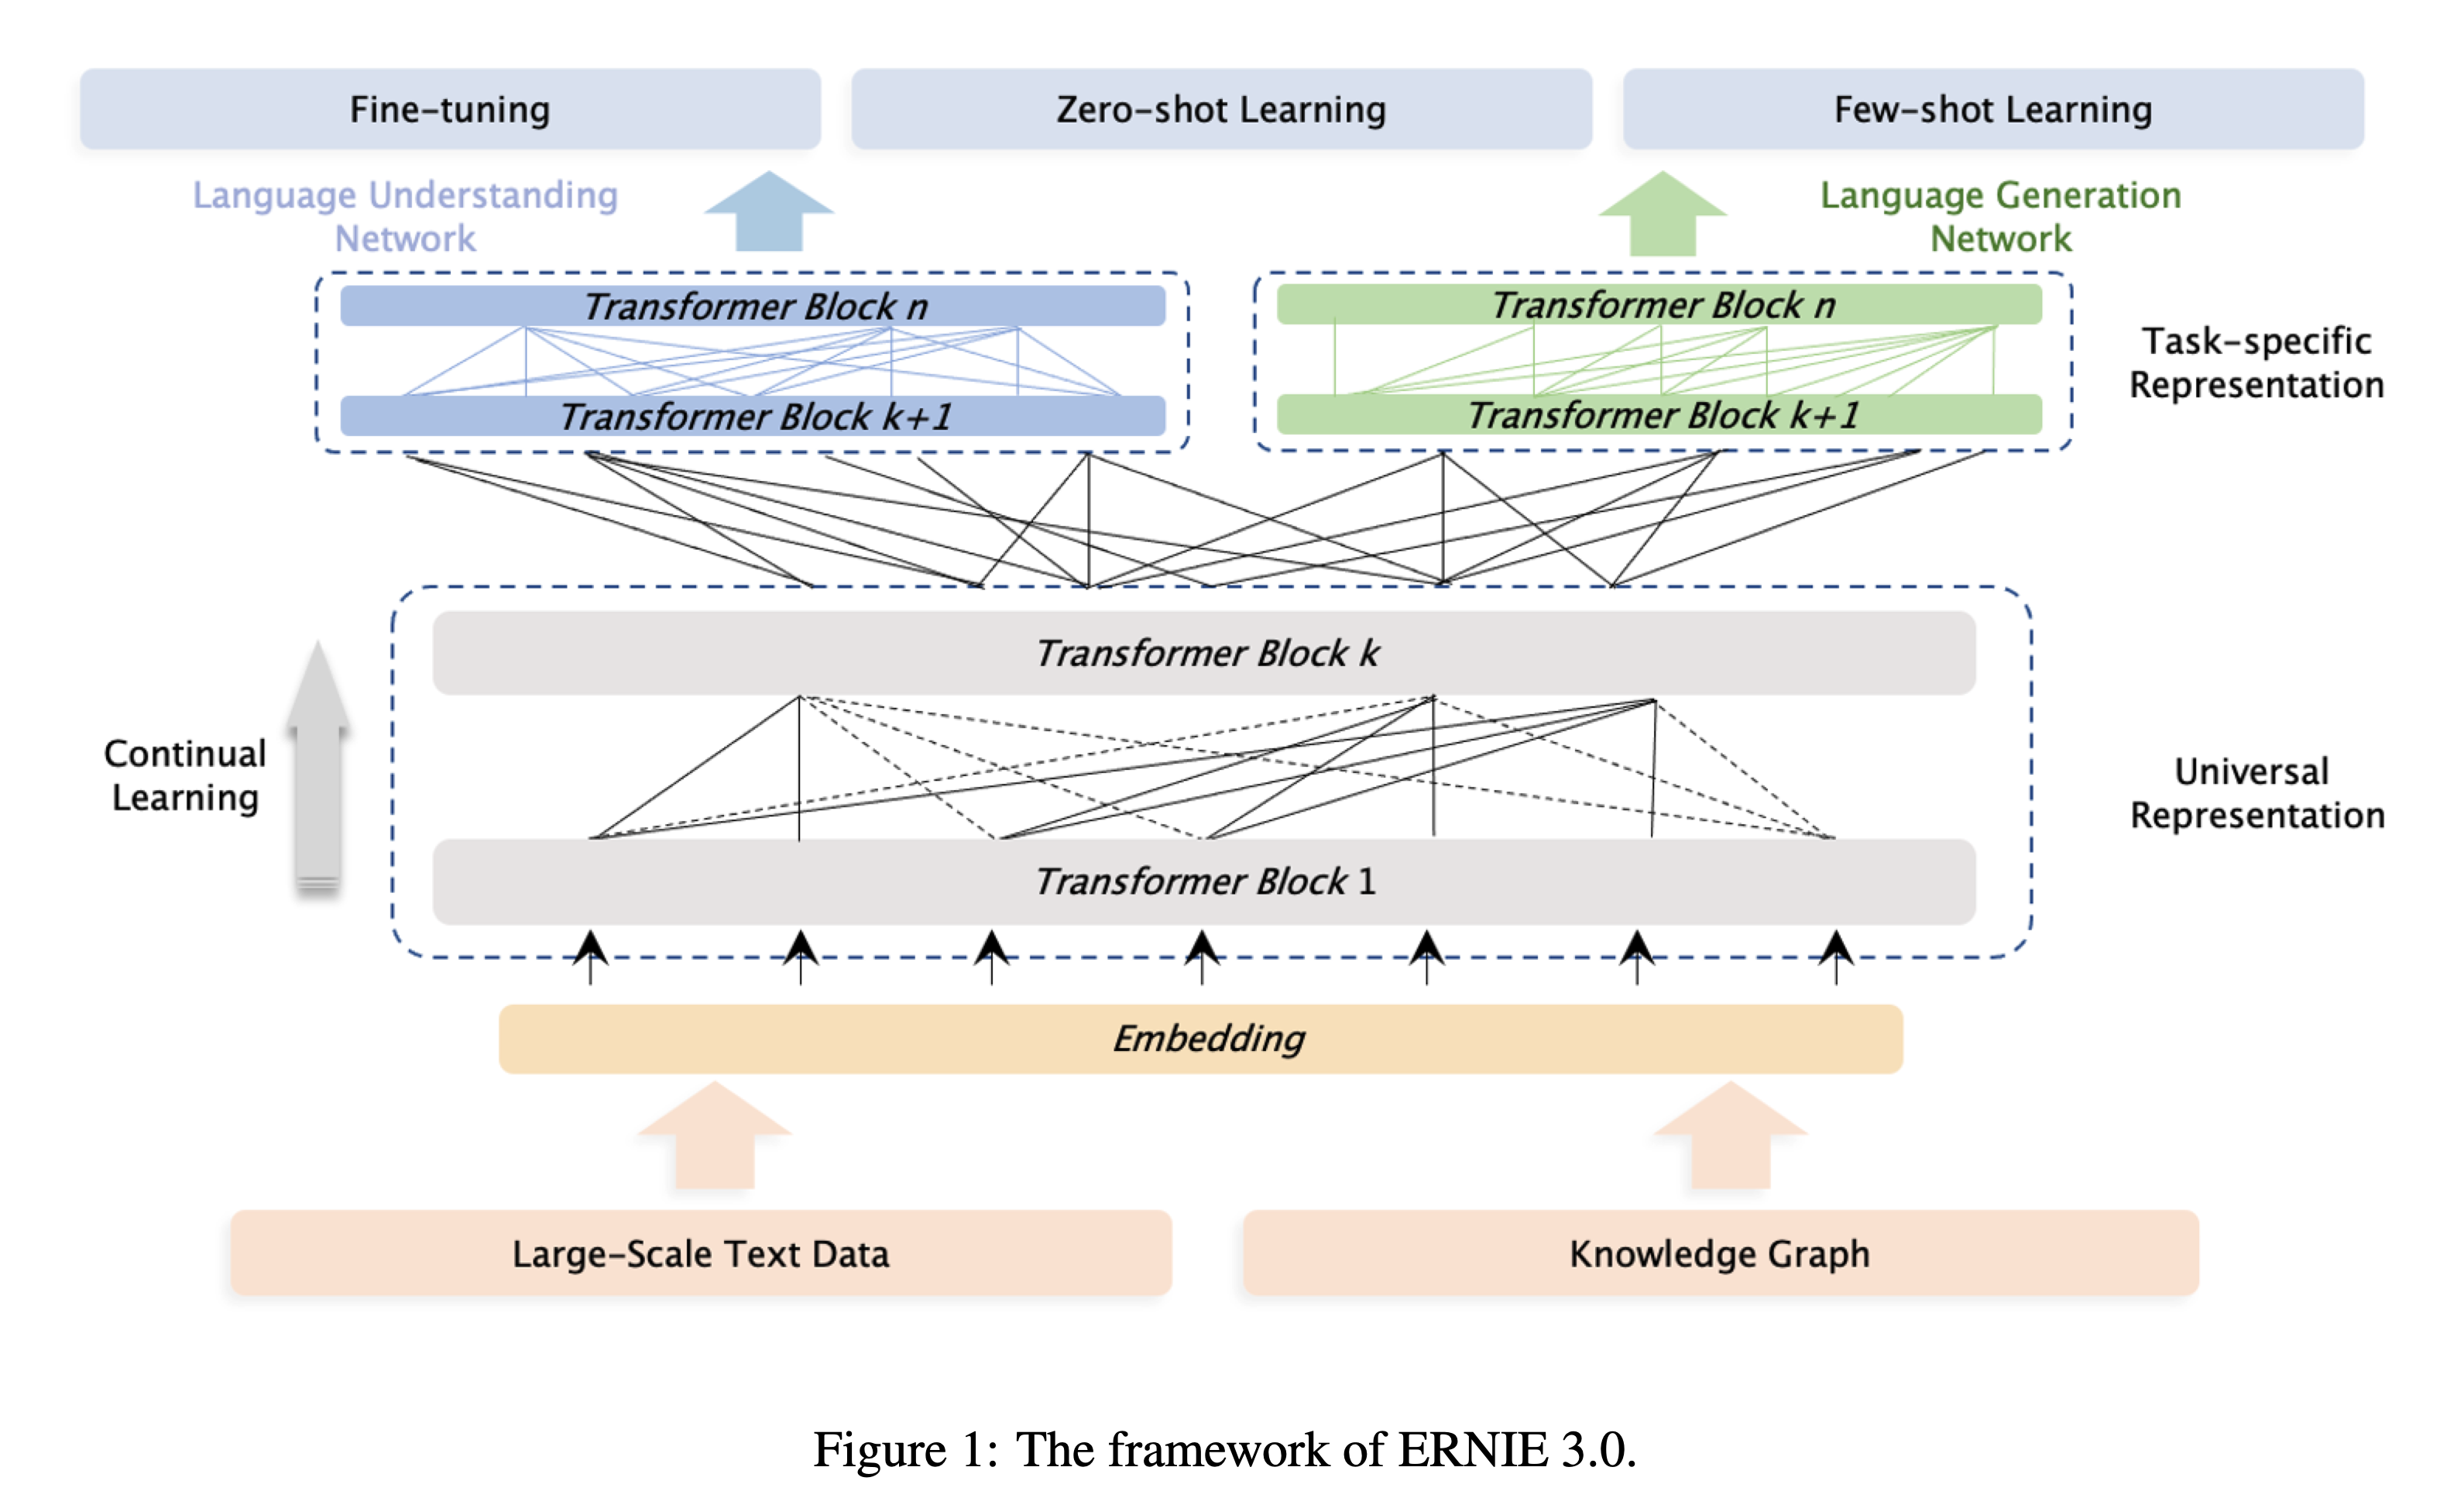 Fine-tuning
Zero-shot Learning
Few-shot Learning
Language Understanding
Network
Language Generation
Network
Transformer Block n
Transformer Block n
Task-specific
Representation
Transformer Block k+1
Transformer Block k+1
Transformer Block k
Continual
Learning
Universal
Representation
Transformer Block 1
Embedding
Large-Scale Text Data
Knowledge Graph
Figure 1: The framework of ERNIE 3.0.